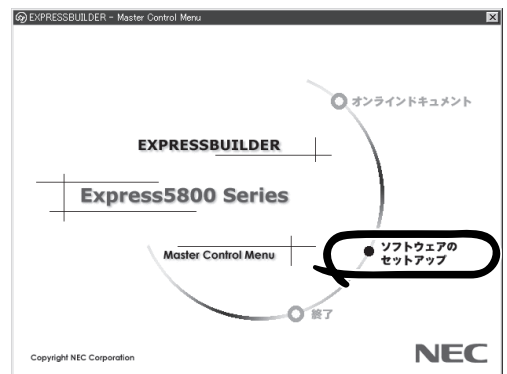 EXPRESSBUILDER - Master Control Menu
オンラインドキュメント
EXPRESSBUILDER
Express5800 Series
ソフトウェアの
セットアップ
Master Control Menu
終了
Copyright NEC Corporation
NEC